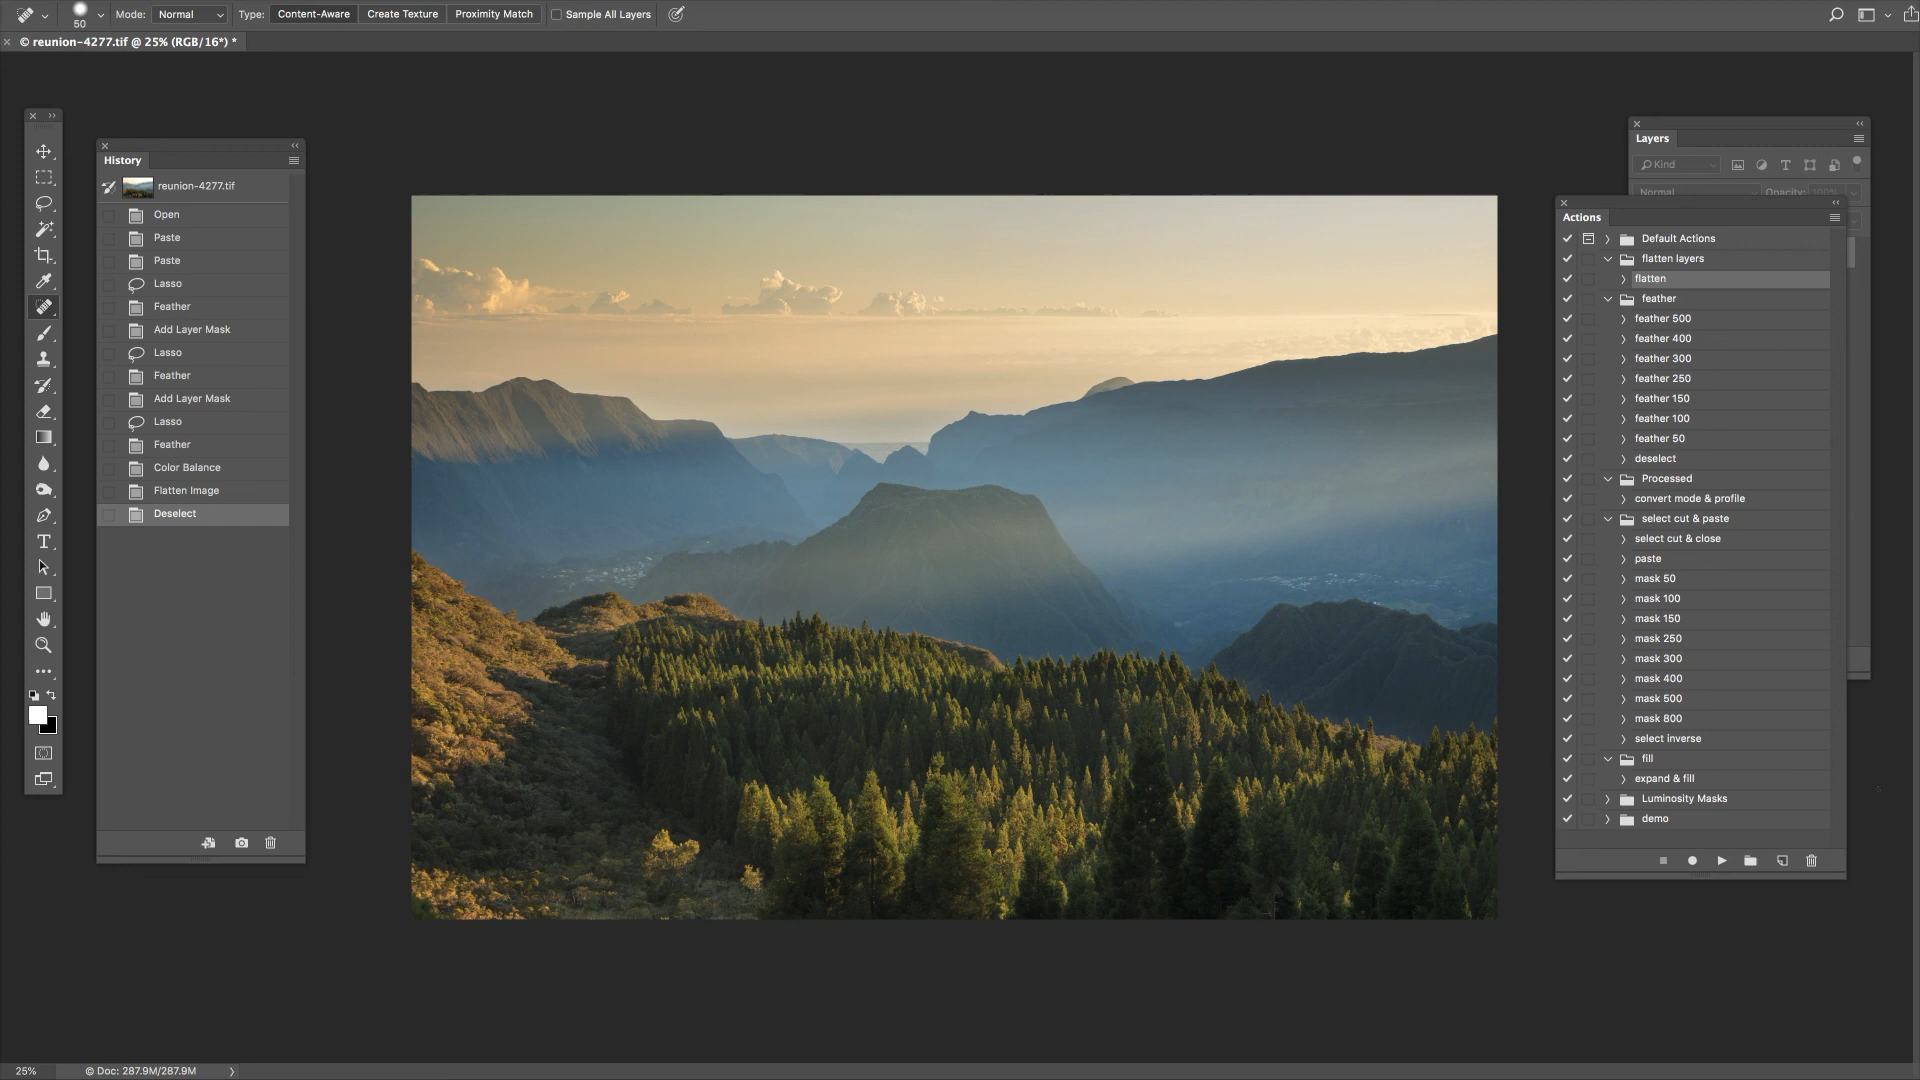 50
Mode: Normal
Type: Content-Aware Create Texture Proximity Match
Sample All Layers
© reunion-4277.tif @ 25% (RGB/16*) *
History
reunion-4277.tif
Open
Paste
Paste
Lasso
Feather
Add Layer Mask
Lasso
Feather
Add Layer Mask
Lasso
Feather
Color Balance
Flatten Image
Deselect
T
Layers
Kind
T
Normal Opacity: 100%
Actions
Default Actions
flatten layers
flatten
feather
feather 500
feather 400
feather 300
feather 250
feather 150
feather 100
feather 50
deselect
Processed
convert mode & profile
select cut & paste
select cut & close
paste
mask 50
mask 100
mask 150
mask 250
mask 300
mask 400
mask 500
mask 800
select inverse
fill
expand & fill
Luminosity Masks
demo
25% © Doc: 287.9M/287.9M